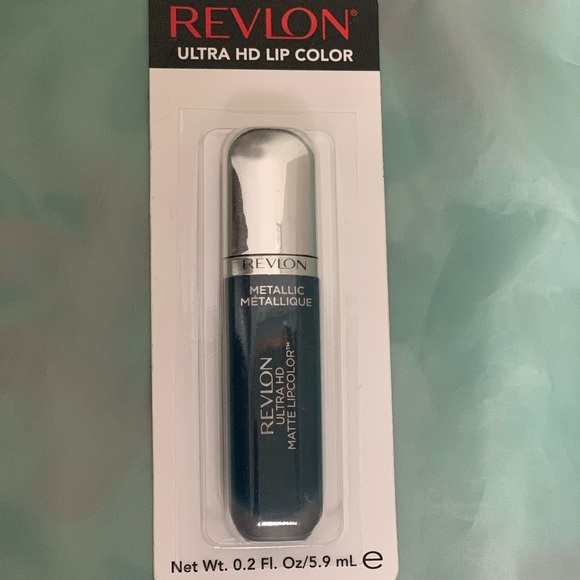 REVLON®
ULTRA HD LIP COLOR
REVLON
METALLIC
MÉTALLIQUE
REVLON®
ULTRA HD
MATTE LIPCOLOR™
Net Wt. 0.2 Fl. Oz/5.9 mL ℮